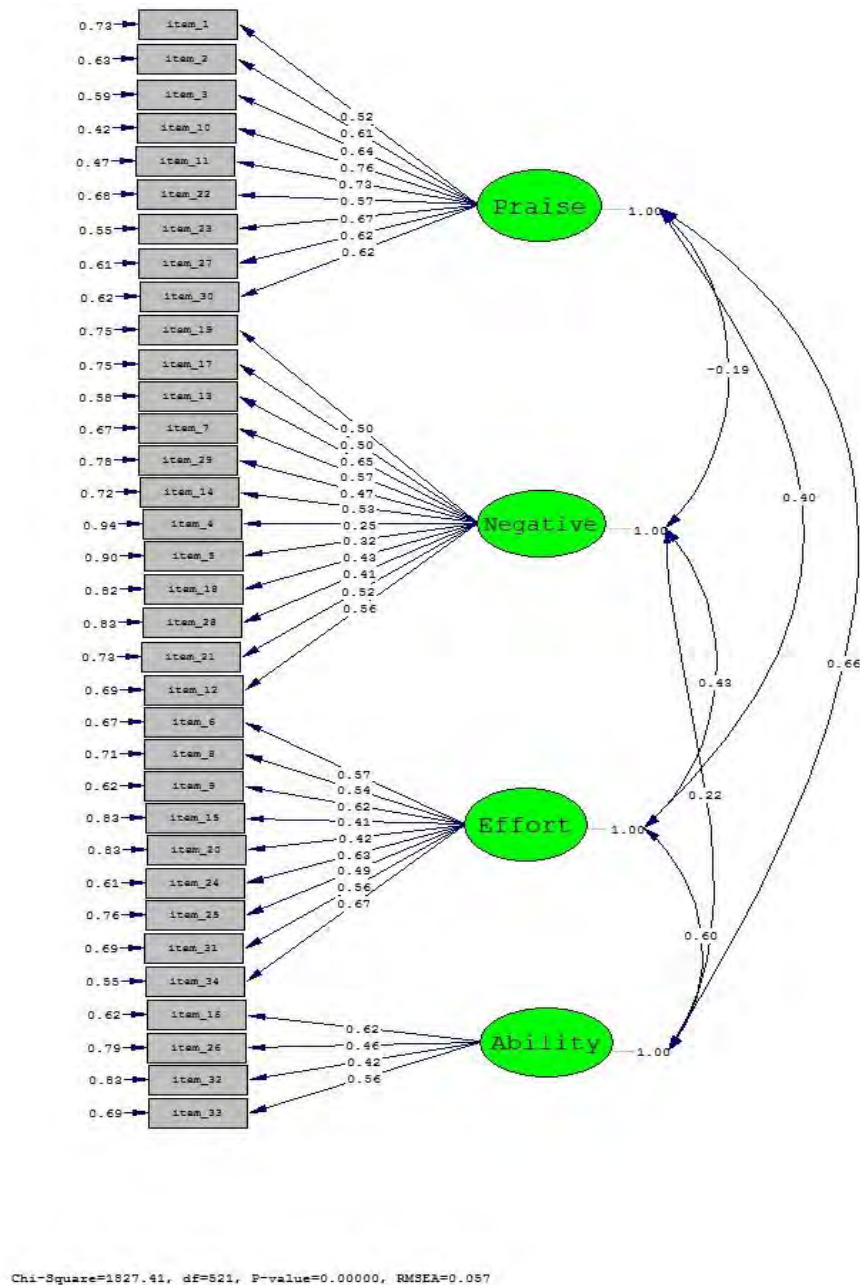 0.73 item_1
0.63 item_2
0.59 item_3
0.42 item_10
0.47 item_11
0.68 item_22
0.55 item_23
0.61 item_27
0.62 item_30
0.52
0.61
0.64
0.76
0.73
0.57
0.67
0.62
0.62
Praise 1.00
0.75 item_19
0.75 item_17
0.58 item_13
0.67 item_7
0.78 item_29
0.72 item_14
0.94 item_4
0.90 item_5
0.82 item_18
0.83 item_28
0.73 item_21
0.69 item_12
0.50
0.50
0.65
0.57
0.47
0.53
0.25
0.32
0.43
0.41
0.52
0.56
Negative 1.00
0.67 item_6
0.71 item_8
0.62 item_9
0.83 item_15
0.83 item_20
0.61 item_24
0.76 item_25
0.69 item_31
0.55 item_34
0.57
0.54
0.62
0.41
0.42
0.63
0.49
0.56
0.67
Effort 1.00
0.62 item_16
0.79 item_26
0.83 item_32
0.69 item_33
0.62
0.46
0.42
0.56
Ability 1.00
-0.19
0.40
0.66
0.43
0.22
0.60
Chi-Square=1827.41, df=521, P-value=0.00000, RMSEA=0.057